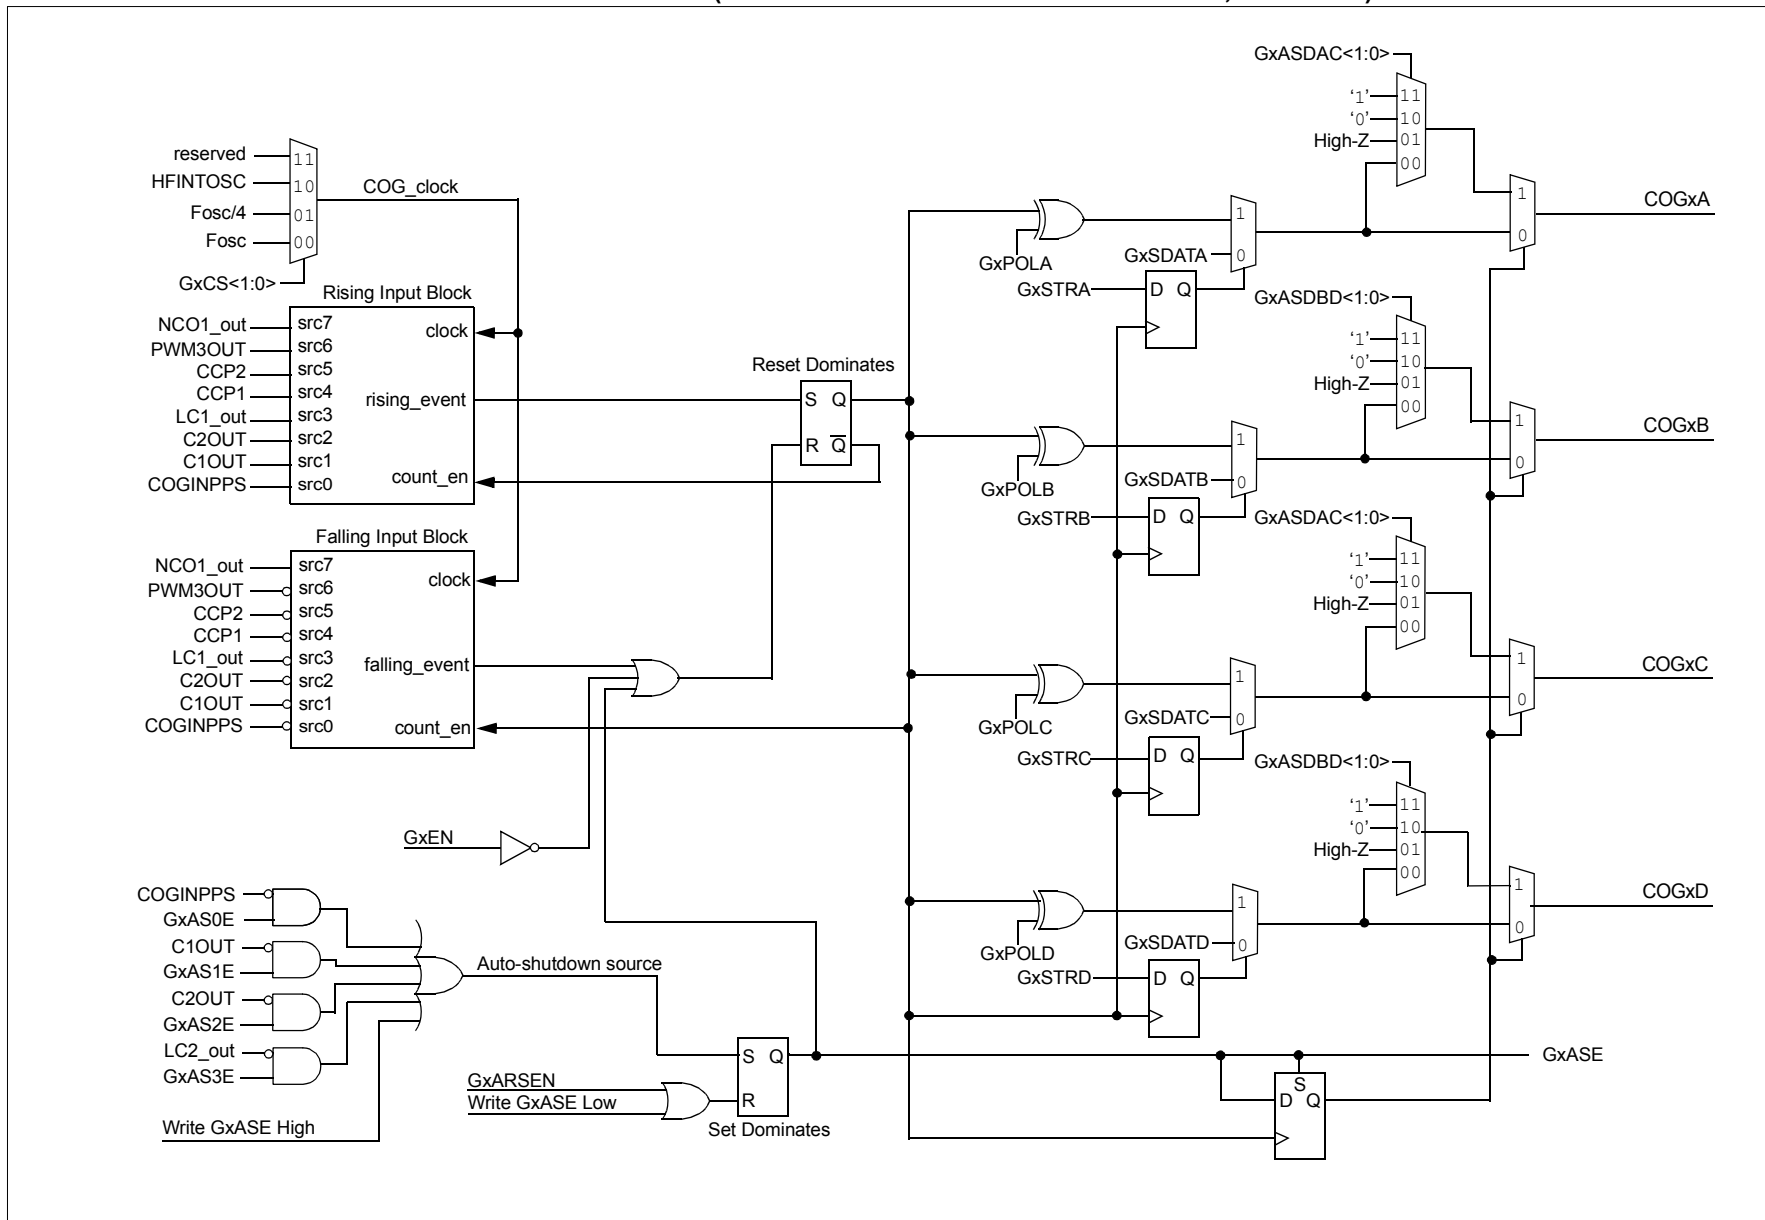 GxASDAC<1:0>
'1' 11
'0' 10
High-Z 01
00
reserved 11
HFINTOSC 10
Fosc/4 01
Fosc 00
COG_clock
GxCS<1:0>
1
0
COGxA
GxPOLA
1
GxSDATA 0
GxSTRA D Q
Rising Input Block
NCO1_out src7
PWM3OUT src6
CCP2 src5
CCP1 src4
LC1_out src3
C2OUT src2
C1OUT src1
COGINPPS src0
clock
rising_event
count_en
Reset Dominates
S Q
R Q
GxASDBD<1:0>
'1' 11
'0' 10
High-Z 01
00
1
0
COGxB
GxPOLB
1
GxSDATB 0
GxSTRB D Q
Falling Input Block
NCO1_out src7
PWM3OUT src6
CCP2 src5
CCP1 src4
LC1_out src3
C2OUT src2
C1OUT src1
COGINPPS src0
clock
falling_event
count_en
GxASDAC<1:0>
'1' 11
'0' 10
High-Z 01
00
1
0
COGxC
GxPOLC
1
GxSDATC 0
GxSTRC D Q
GxEN
GxASDBD<1:0>
'1' 11
'0' 10
High-Z 01
00
1
0
COGxD
GxPOLD
1
GxSDATD 0
GxSTRD D Q
COGINPPS
GxAS0E
C1OUT
GxAS1E
C2OUT
GxAS2E
LC2_out
GxAS3E
Write GxASE High
Auto-shutdown source
GxARSEN
Write GxASE Low
S Q
R
Set Dominates
GxASE
S
D Q